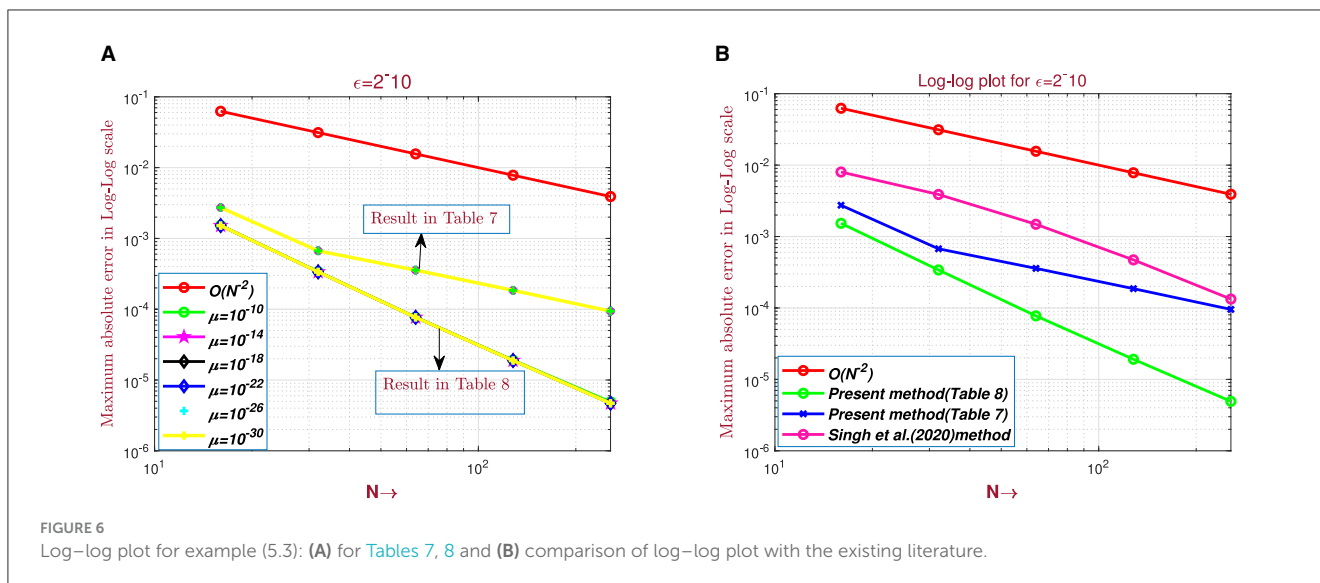 A
ϵ=2⁻10
Maximum absolute error in Log-Log scale
10⁻¹
10⁻²
10⁻³
10⁻⁴
10⁻⁵
10⁻⁶
Result in Table 7
Result in Table 8
O(N⁻²)
μ=10⁻¹⁰
μ=10⁻¹⁴
μ=10⁻¹⁸
μ=10⁻²²
μ=10⁻²⁶
μ=10⁻³⁰
10¹
10²
N→
B
Log-log plot for ϵ=2⁻10
Maximum absolute error in Log-Log scale
10⁻¹
10⁻²
10⁻³
10⁻⁴
10⁻⁵
10⁻⁶
O(N⁻²)
Present method(Table 8)
Present method(Table 7)
Singh et al.(2020)method
10¹
10²
N→
FIGURE 6
Log–log plot for example (5.3): (A) for Tables 7, 8 and (B) comparison of log–log plot with the existing literature.